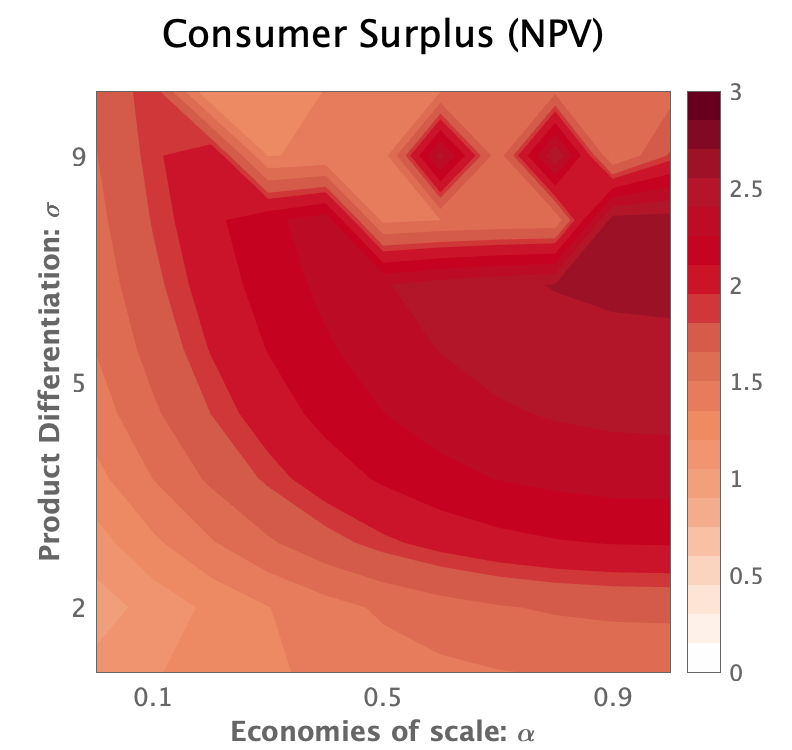 Consumer Surplus (NPV)
3
2.5
2
1.5
1
0.5
0
9
5
2
Product Differentiation: σ
0.1 0.5 0.9
Economies of scale: α